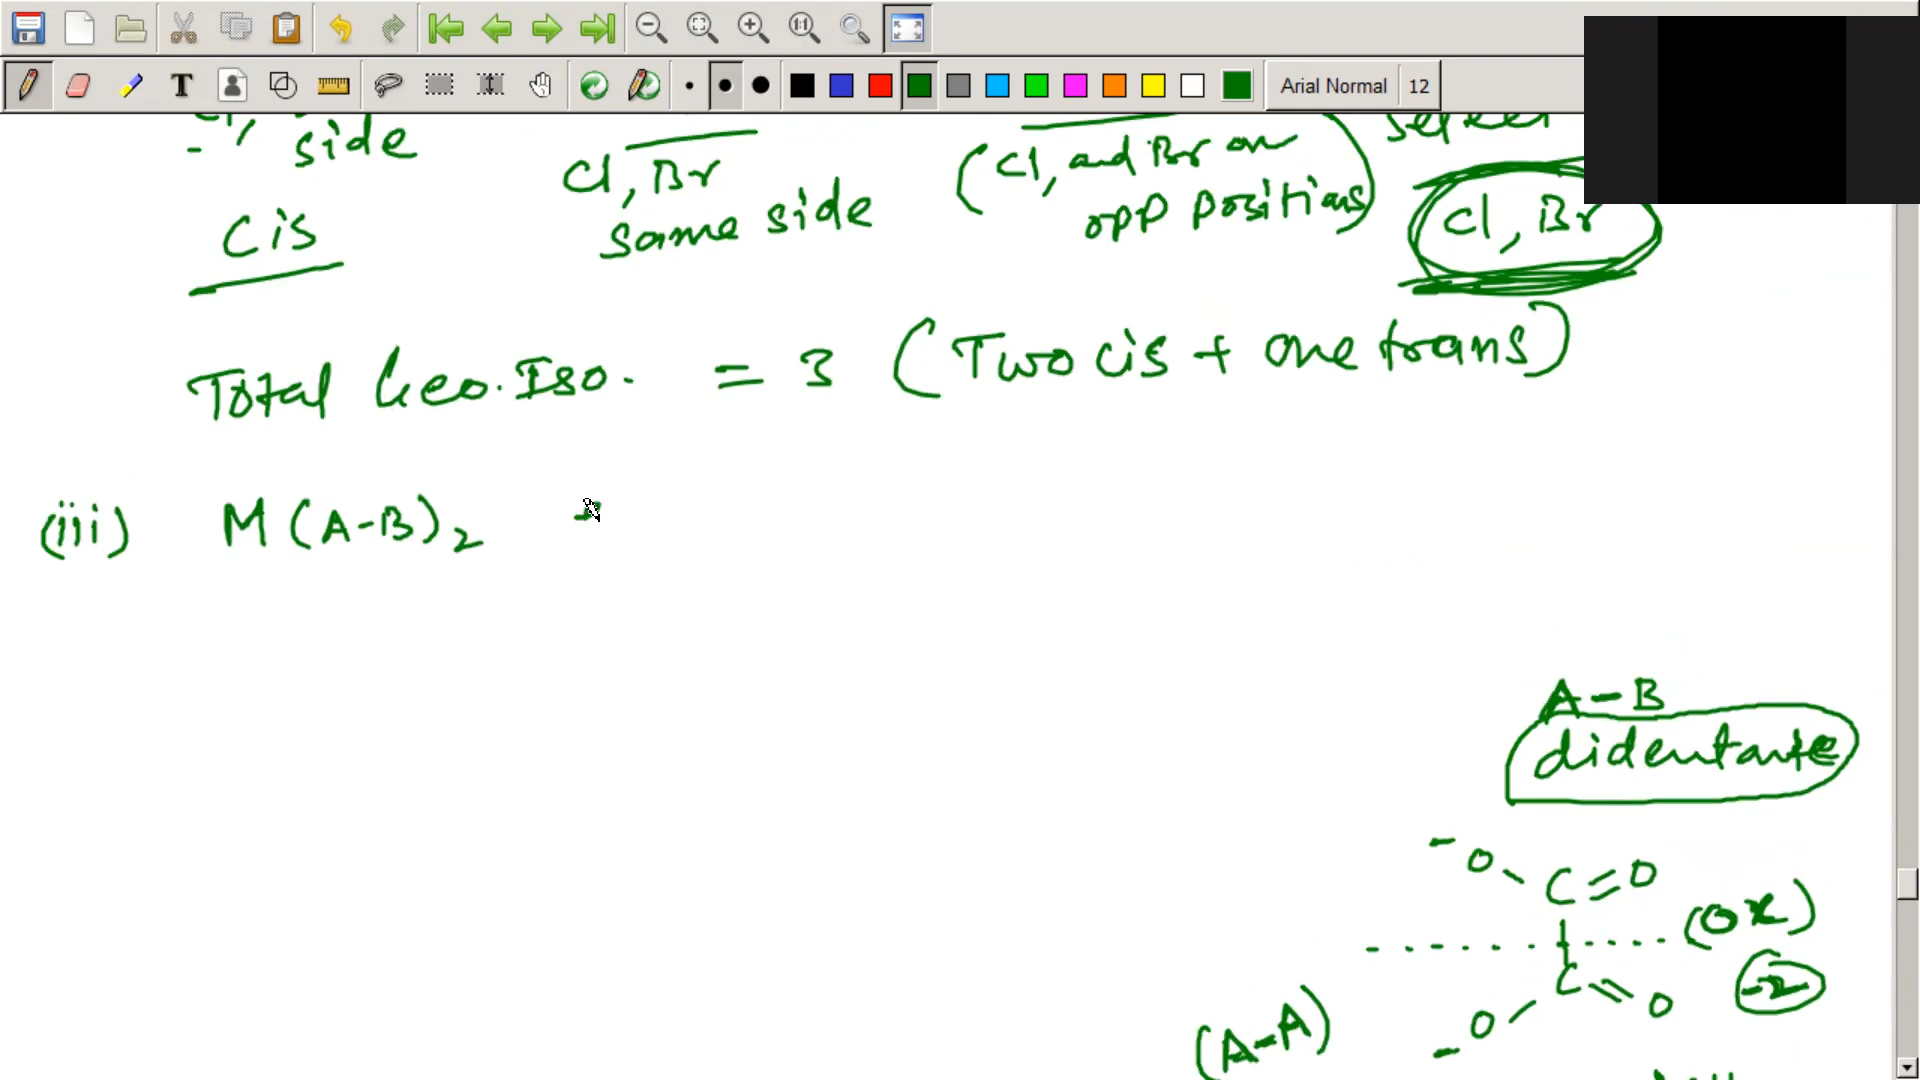 Arial Normal 12
side
Cl, Br
same side
(Cl, and Br on
opp positions)
Cl, Br
Cis
Total Geo. Iso. = 3 (Two cis + one trans)
(iii) M(A-B)2
A-B
didentante
- O - C = O
(ox)
-2
C = O
- O
(A-A)